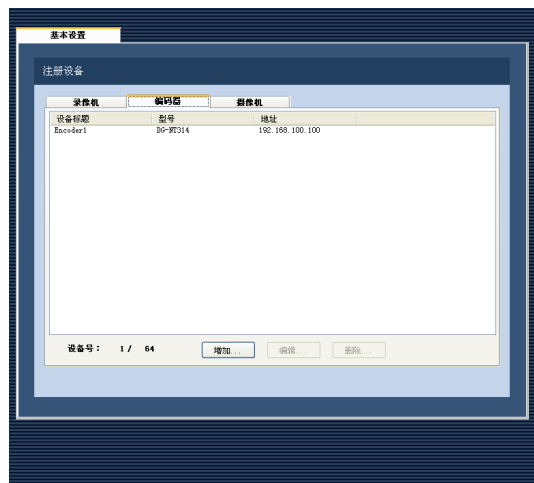 基本设置
注册设备
录像机 编码器 摄像机
设备标题 型号 地址
Encoder1 DG-NT314 192.168.100.100
设备号： 1 / 64 增加... 编辑... 删除...